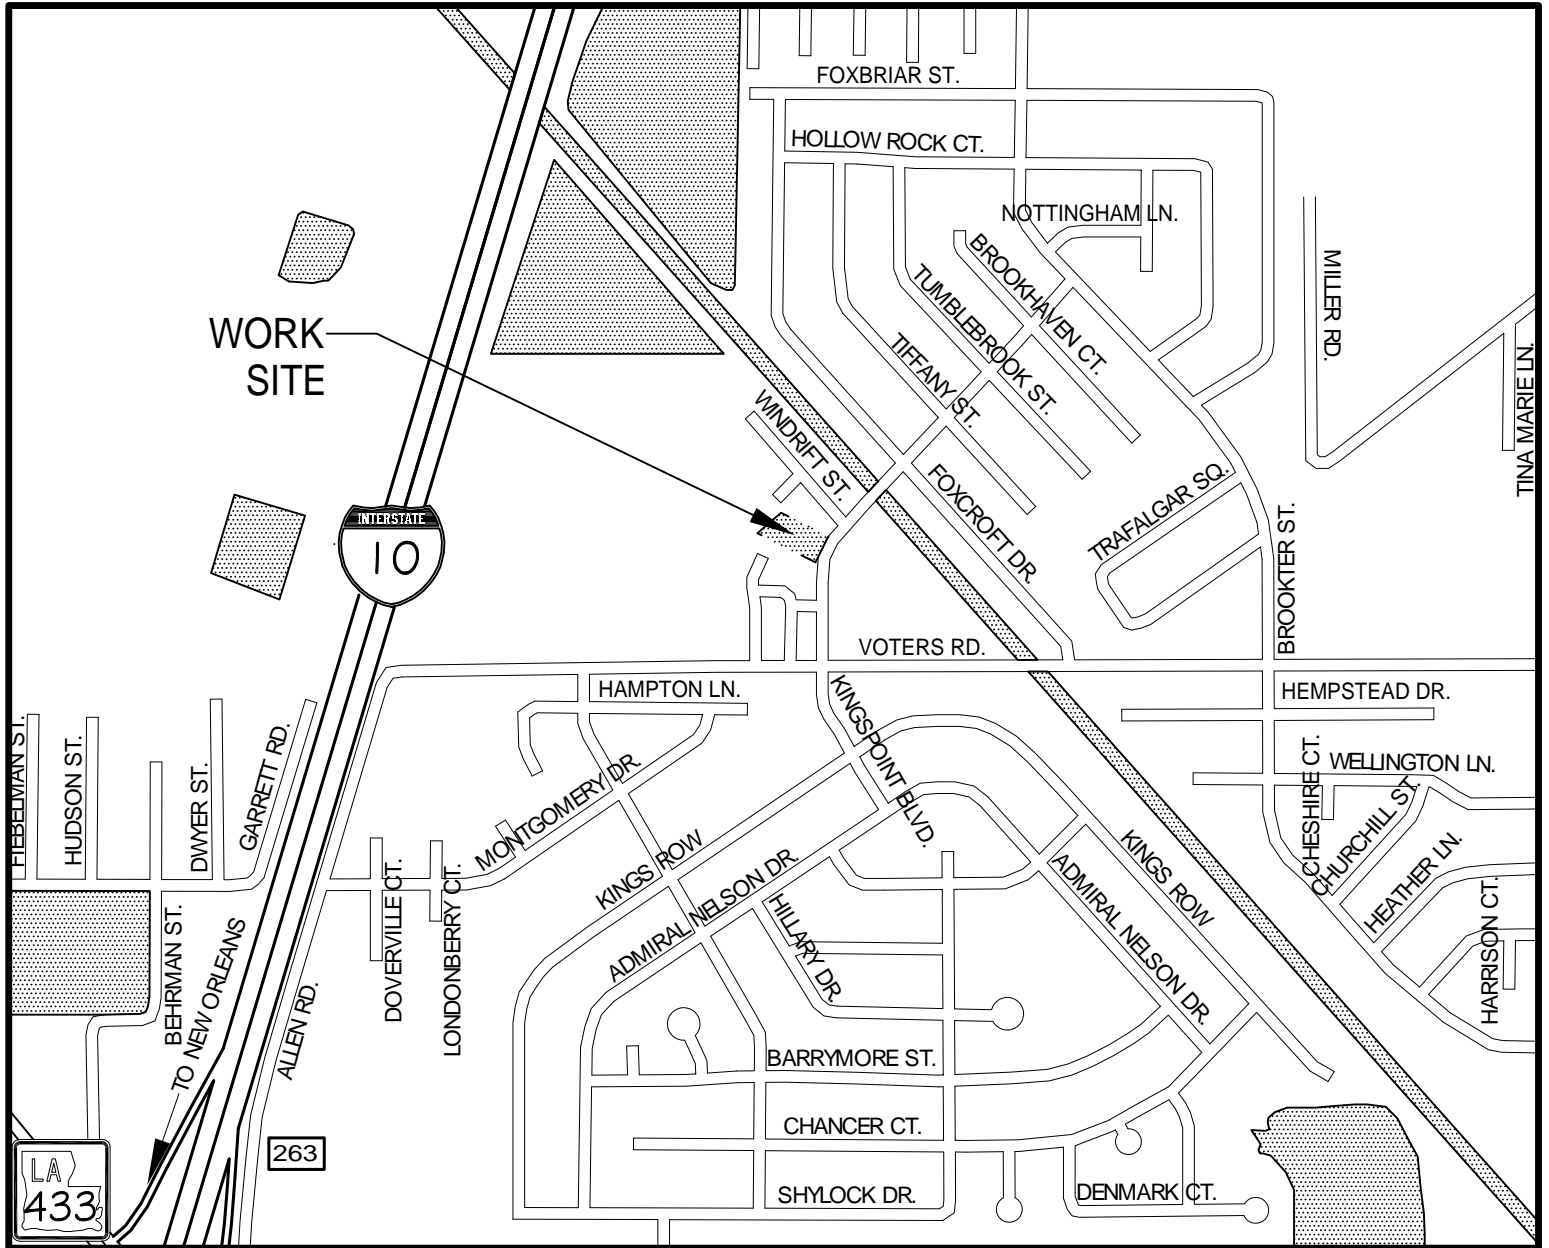 FOXBRIAR ST.
HOLLOW ROCK CT.
NOTTINGHAM LN.
BROOKHAVEN CT.
TUMBLEBROOK ST.
TIFFANY ST.
MILLER RD.
TINA MARIE LN.
WORK
SITE
WINDRIFT ST.
FOXCROFT DR.
TRAFALGAR SQ.
BROOKTER ST.
INTERSTATE
10
VOTERS RD.
HAMPTON LN.
HEMPSTEAD DR.
KINGSPOINT BLVD.
HUDSON ST.
DWYER ST.
GARRETT RD.
MONTGOMERY DR.
CHESHIRE CT.
WELLINGTON LN.
CHURCHILL ST.
HEATHER LN.
HARRISON CT.
KINGS ROW
ADMIRAL NELSON DR.
HILLARY DR.
KINGS ROW
ADMIRAL NELSON DR.
DOVERVILLE CT.
LONDONBERRY CT.
BEHRMAN ST.
TO NEW ORLEANS
ALLEN RD.
BARRYMORE ST.
CHANCER CT.
SHYLOCK DR.
DENMARK CT.
263
LA
433